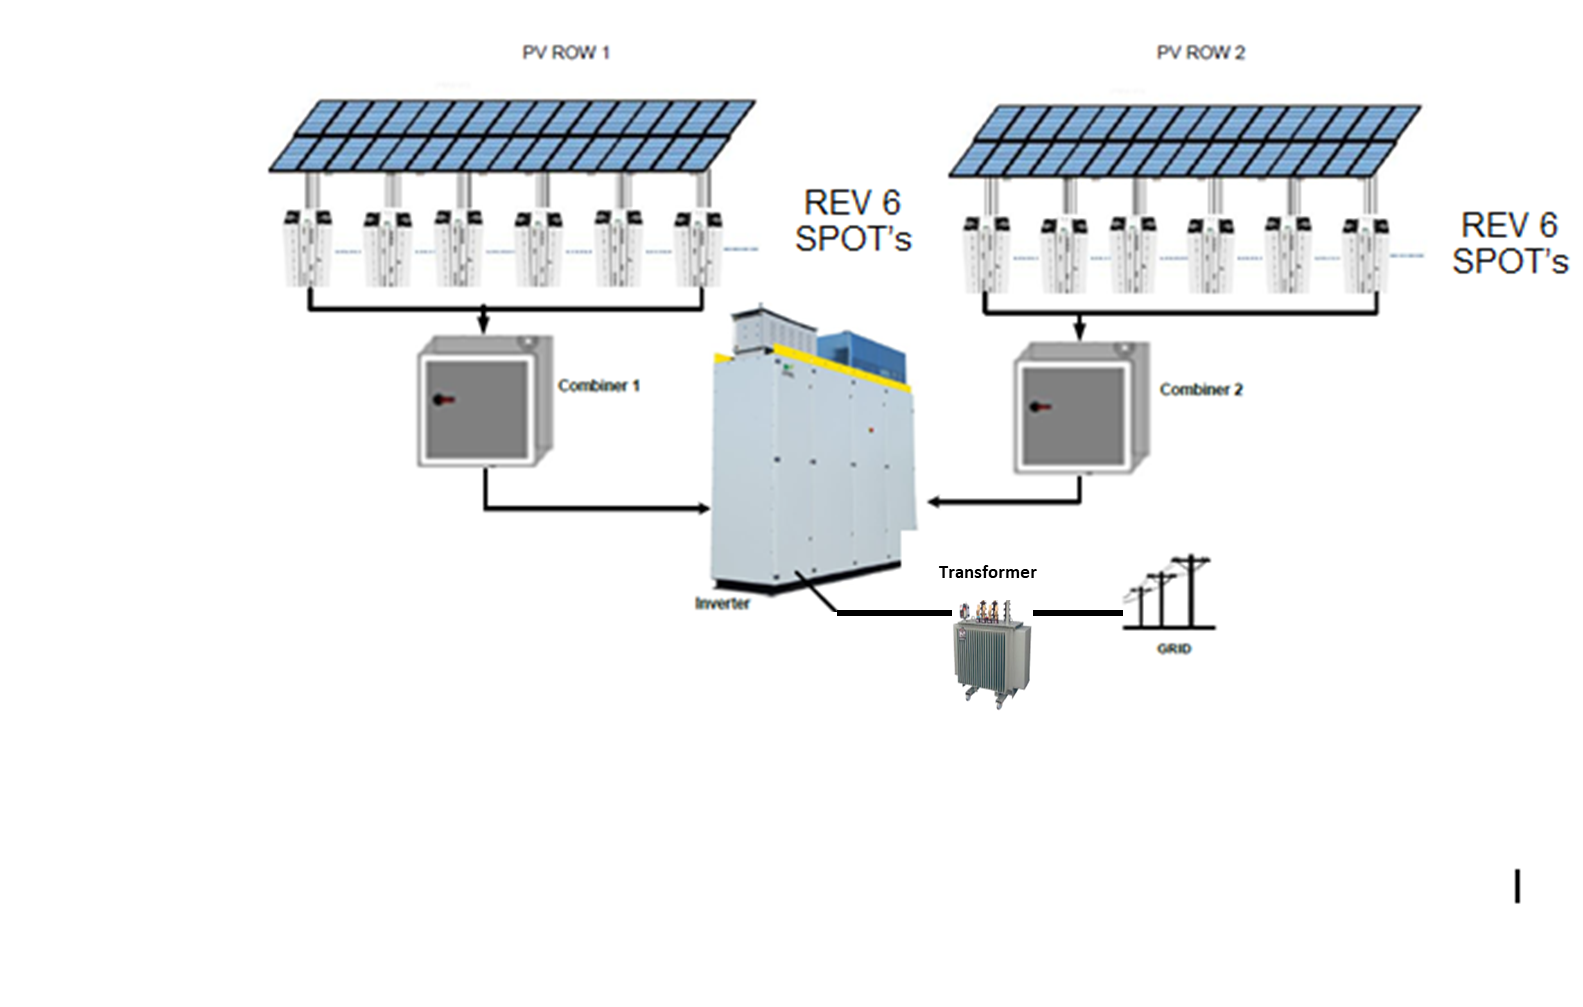 PV ROW 1
PV ROW 2
REV 6
SPOT's
REV 6
SPOT's
Combiner 1
Combiner 2
Inverter
Transformer
GRID